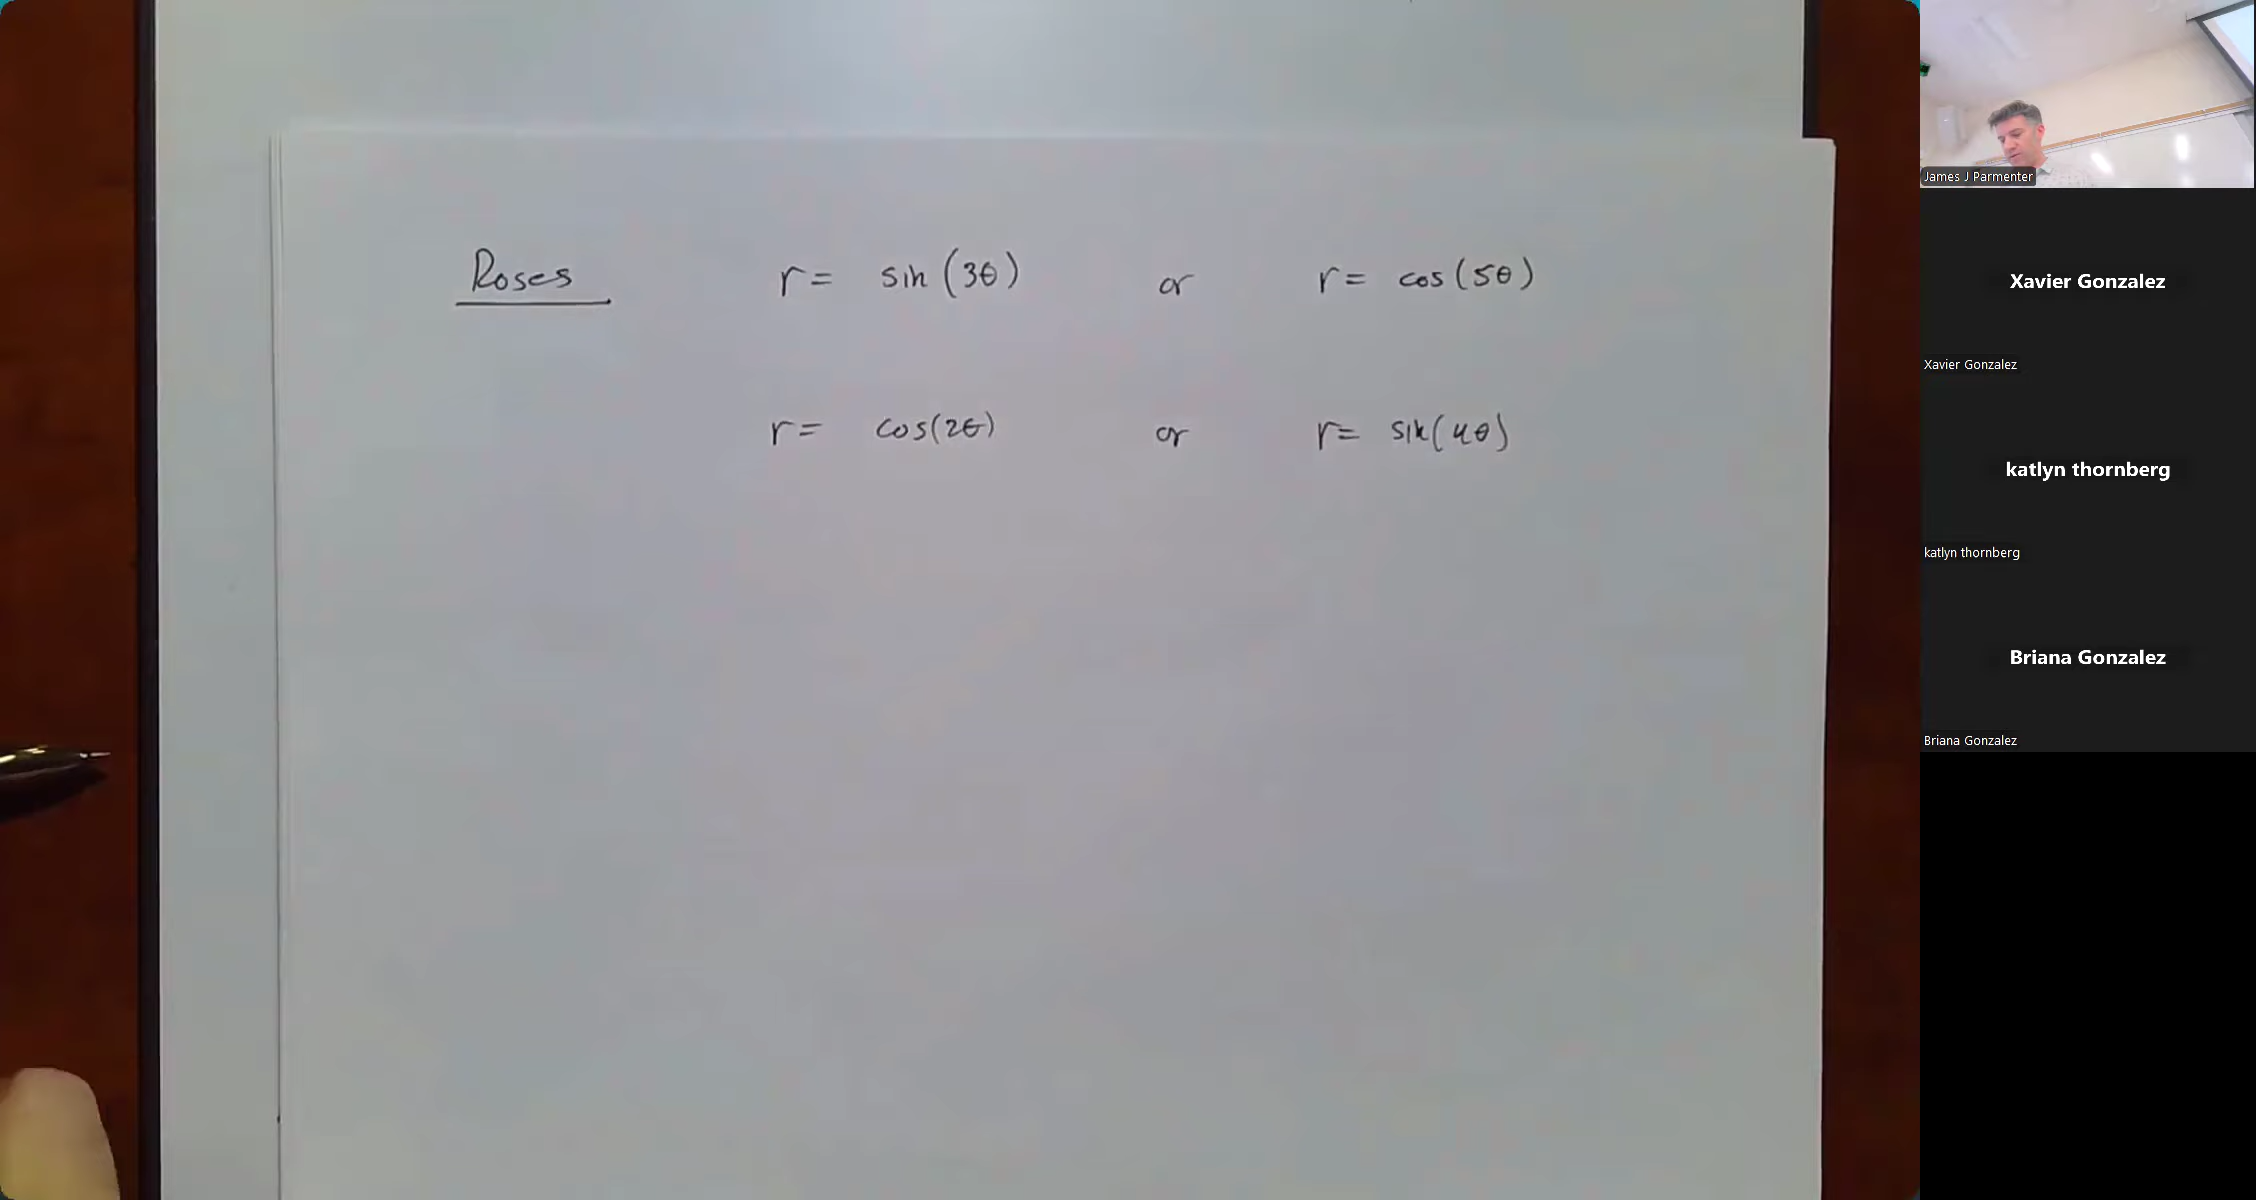 Roses r = sin (3θ) or r = cos (5θ)
r = cos(2θ) or r = sin(4θ)
James J Parmenter
Xavier Gonzalez
Xavier Gonzalez
katlyn thornberg
katlyn thornberg
Briana Gonzalez
Briana Gonzalez